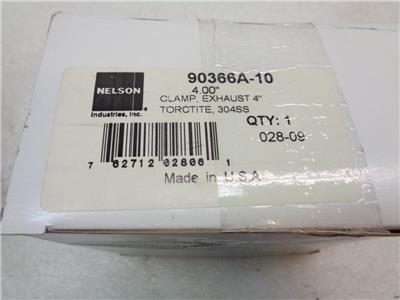 NELSON
Industries, Inc.
90366A-10
4.00"
CLAMP, EXHAUST 4"
TORCTITE, 304SS
QTY: 1
028-09
7 62712 02806 1
Made in U.S.A.